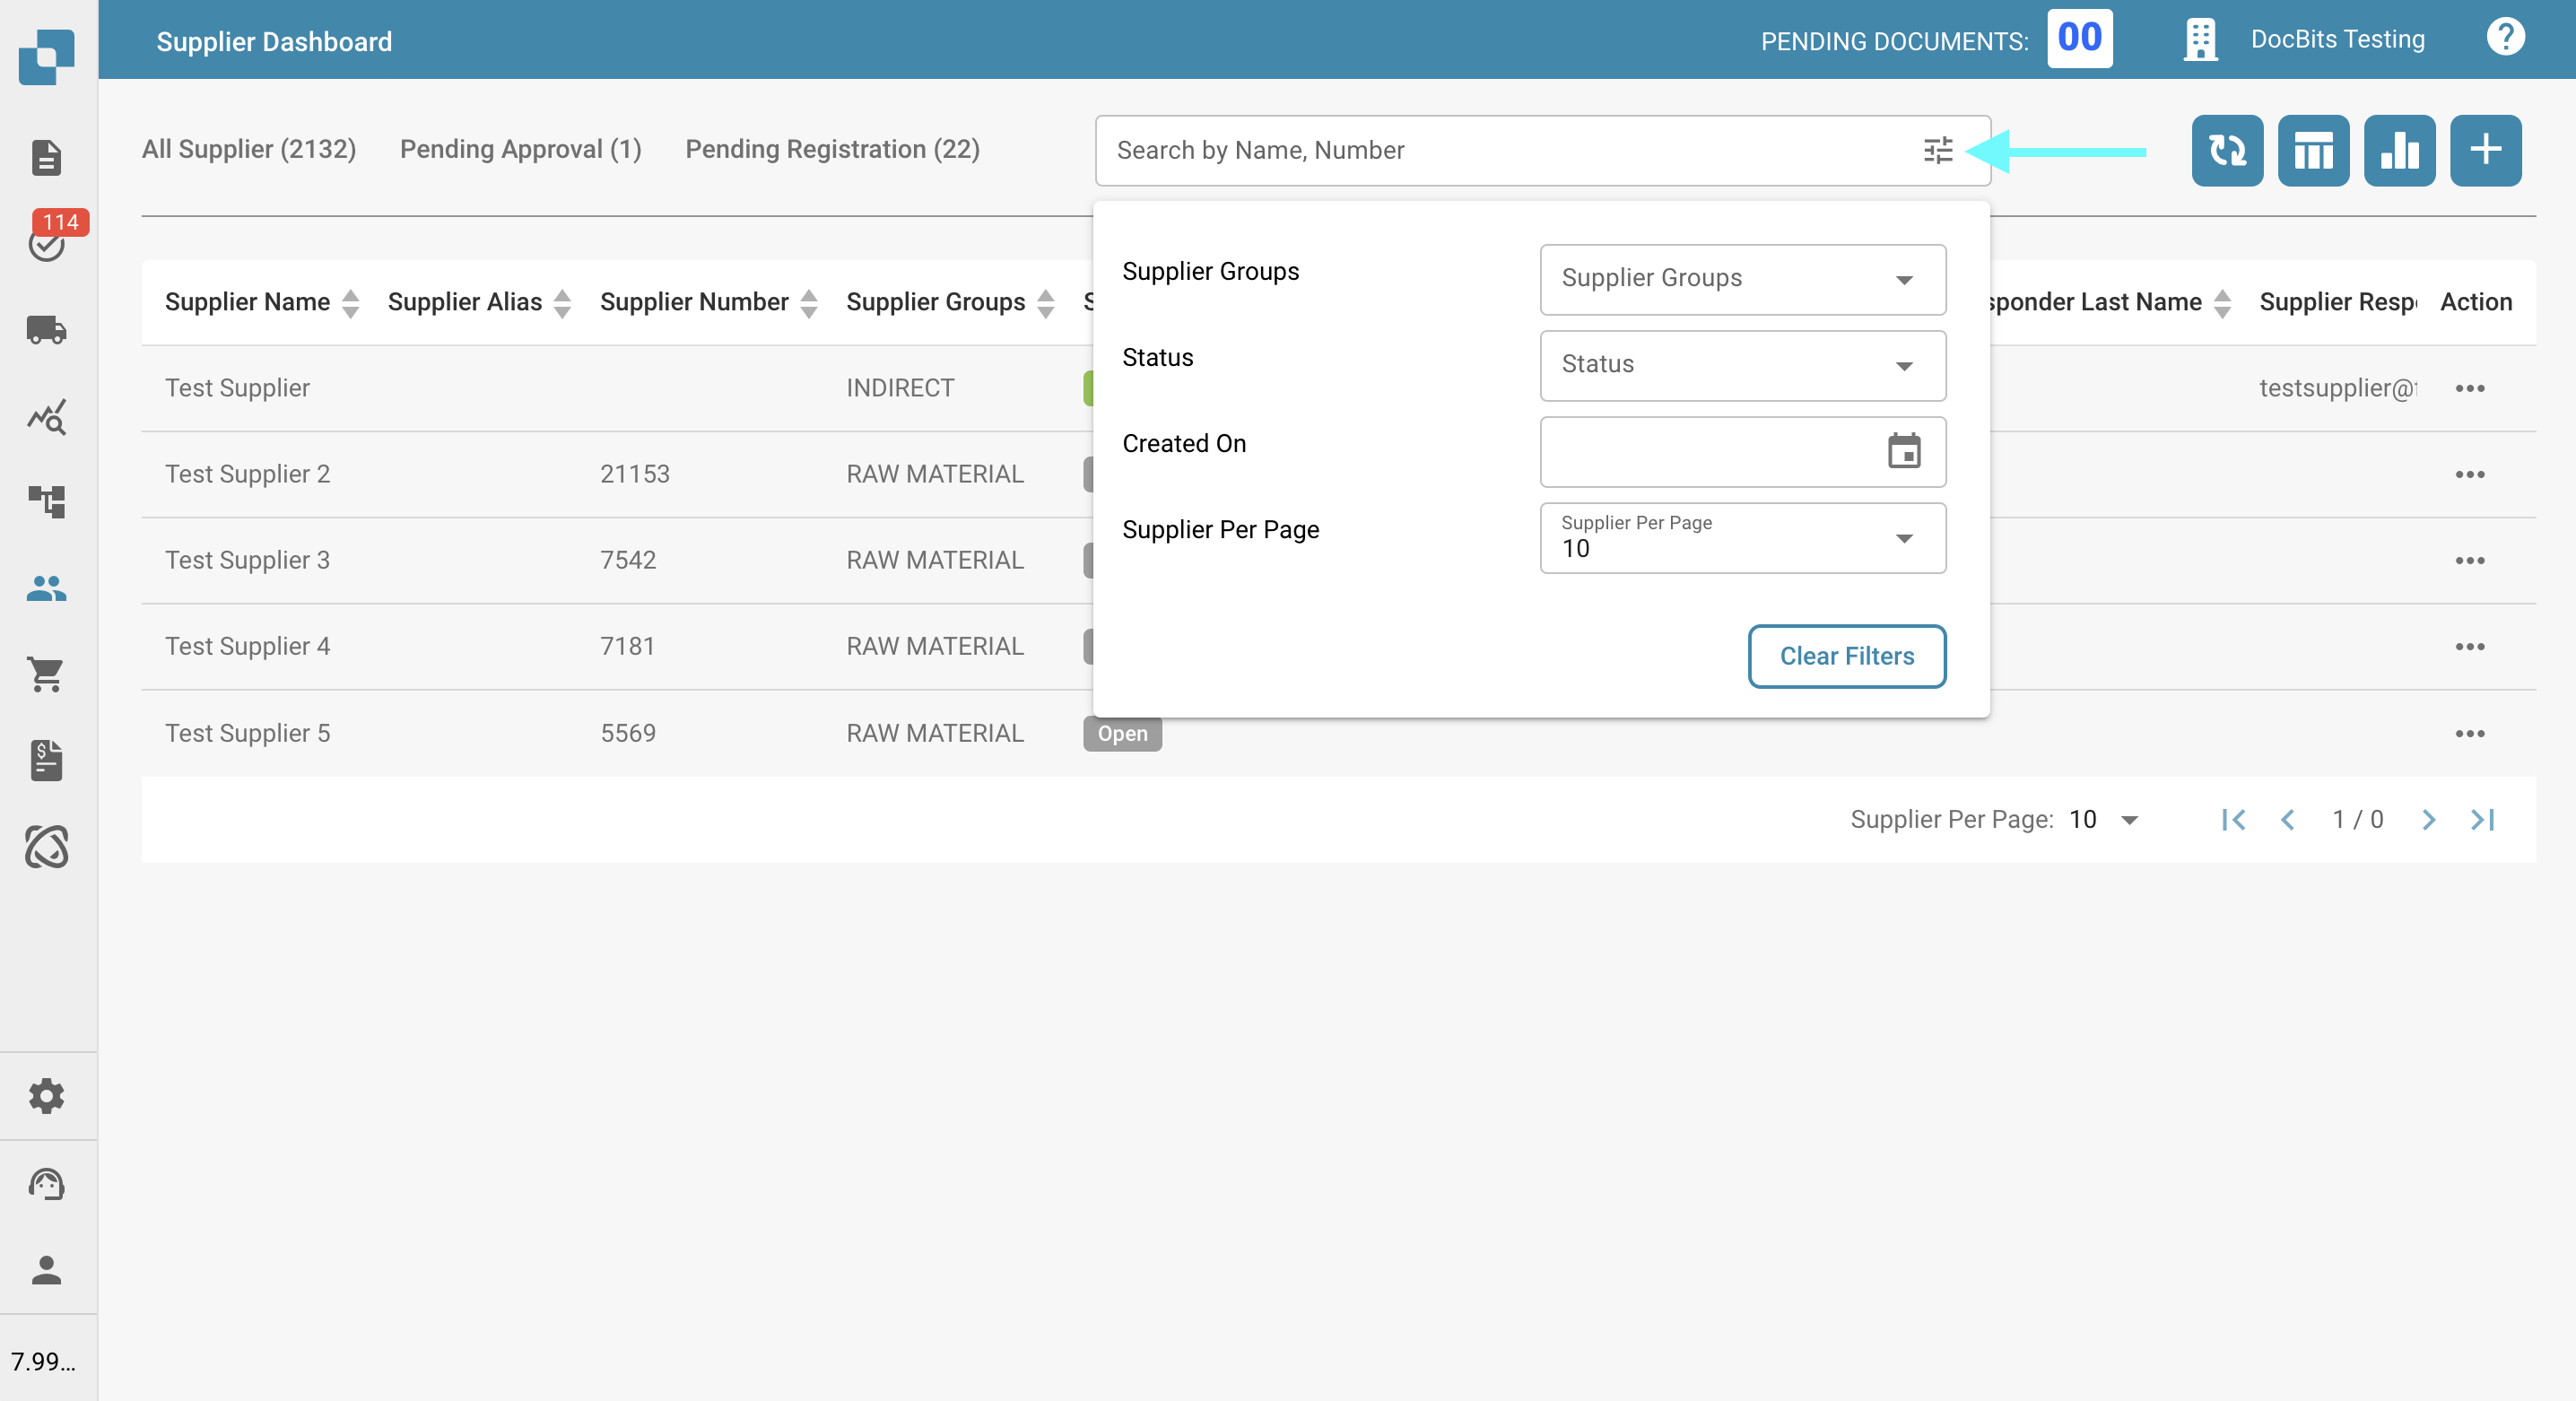 Supplier Dashboard
PENDING DOCUMENTS: 00
DocBits Testing
?
All Supplier (2132) Pending Approval (1) Pending Registration (22)
Search by Name, Number
114
Supplier Name Supplier Alias Supplier Number Supplier Groups S sponder Last Name Supplier Resp Action
Supplier Groups Supplier Groups
Status Status
Created On
Supplier Per Page Supplier Per Page
10
Clear Filters
Test Supplier INDIRECT testsupplier@ •••
Test Supplier 2 21153 RAW MATERIAL •••
Test Supplier 3 7542 RAW MATERIAL •••
Test Supplier 4 7181 RAW MATERIAL •••
Test Supplier 5 5569 RAW MATERIAL Open •••
Supplier Per Page: 10 1 / 0
7.99...